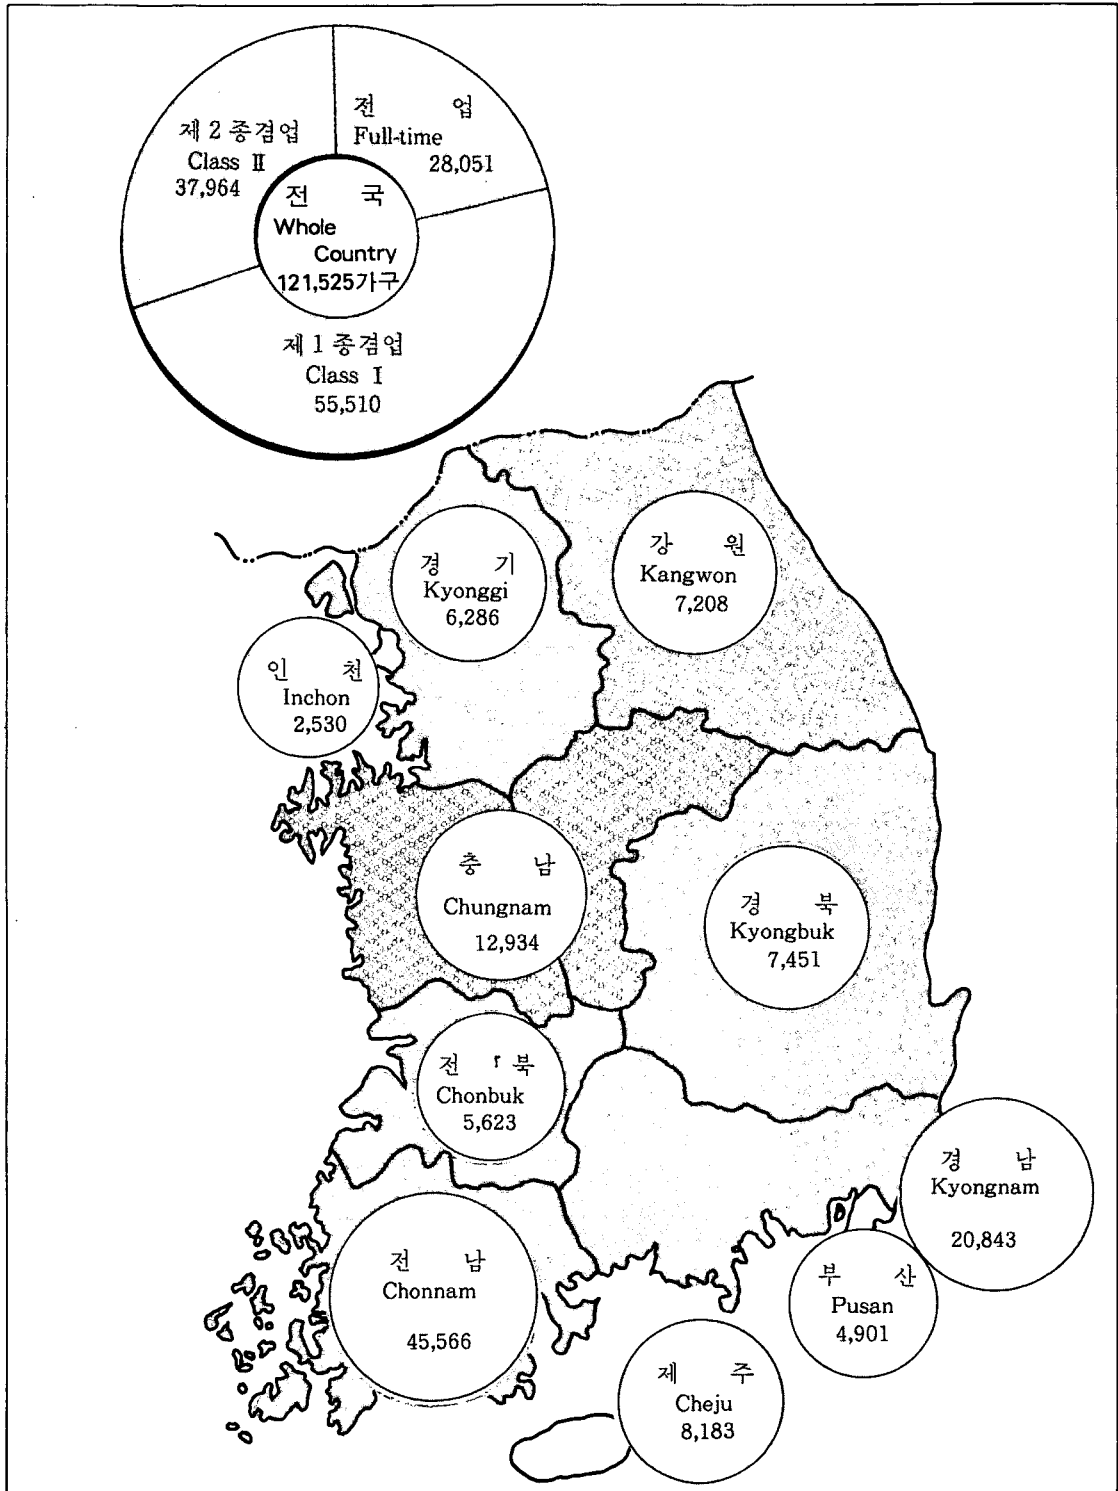 전 업
Full-time
28,051
제 2 종겸업
Class Ⅱ
37,964
전 국
Whole
Country
121,525가구
제 1 종겸업
Class Ⅰ
55,510
경 기
Kyonggi
6,286
강 원
Kangwon
7,208
인 천
Inchon
2,530
충 남
Chungnam
12,934
경 북
Kyongbuk
7,451
전 북
Chonbuk
5,623
경 남
Kyongnam
20,843
전 남
Chonnam
45,566
부 산
Pusan
4,901
제 주
Cheju
8,183